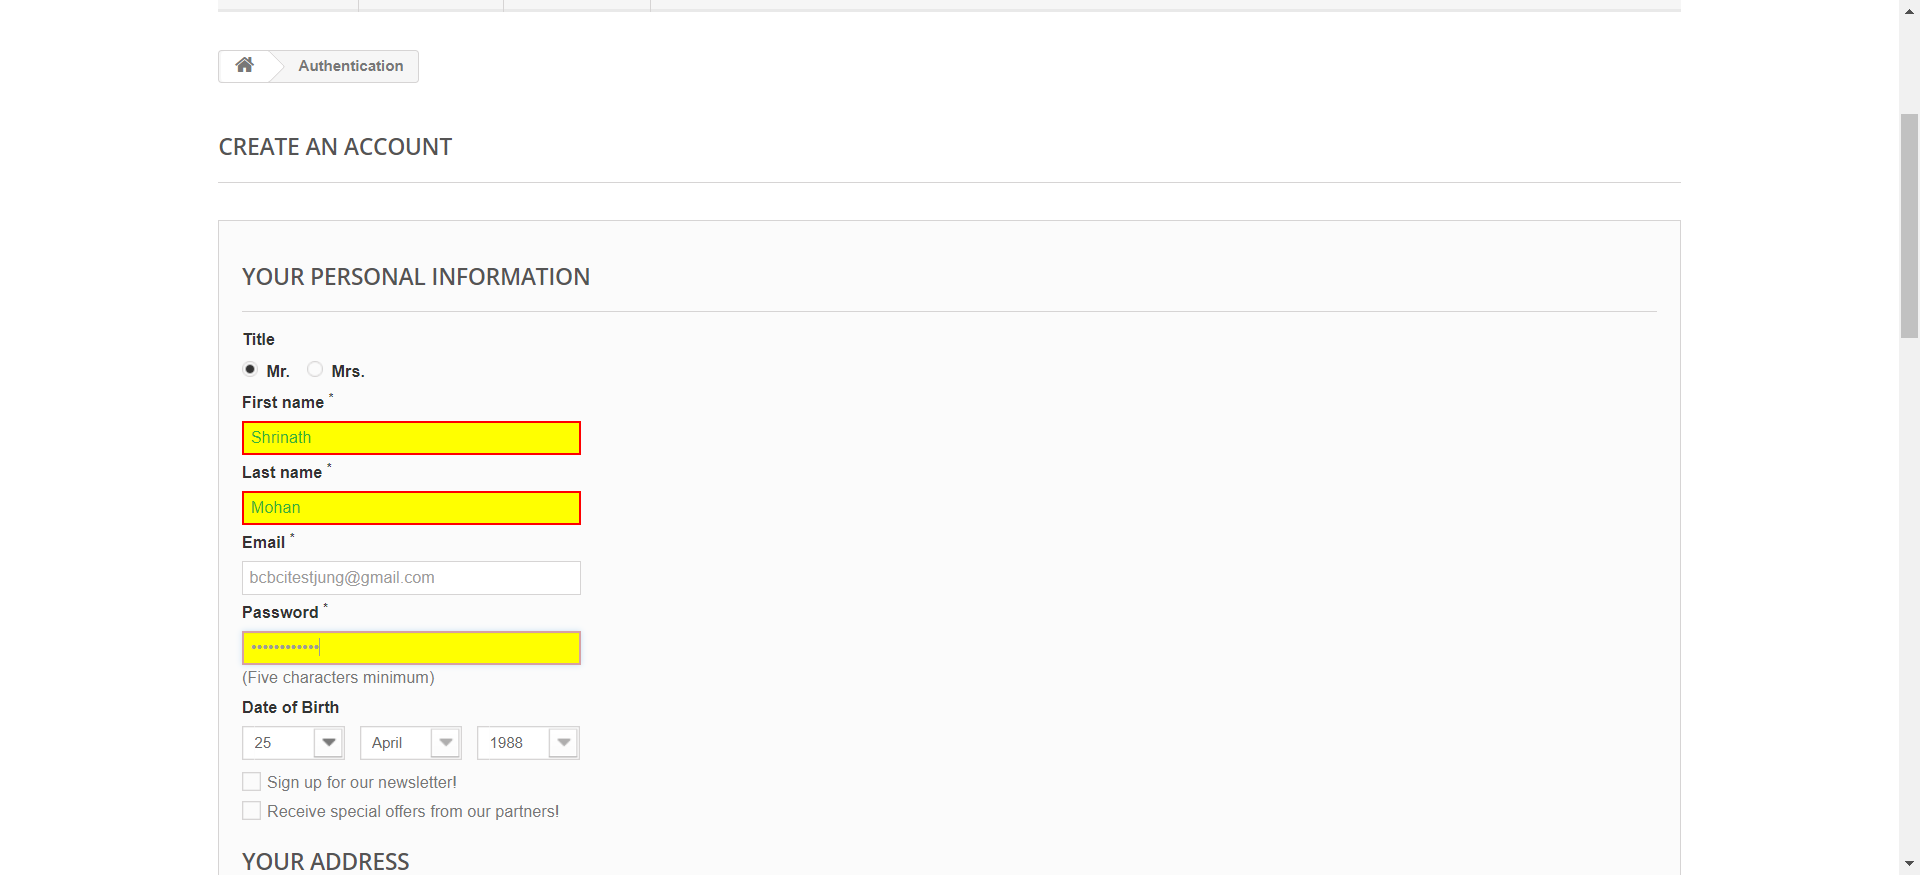 Authentication
CREATE AN ACCOUNT
YOUR PERSONAL INFORMATION
Title
Mr. Mrs.
First name *
Shrinath
Last name *
Mohan
Email *
bcbcitestjung@gmail.com
Password *
••••••••••••
(Five characters minimum)
Date of Birth
25 April 1988
Sign up for our newsletter!
Receive special offers from our partners!
YOUR ADDRESS